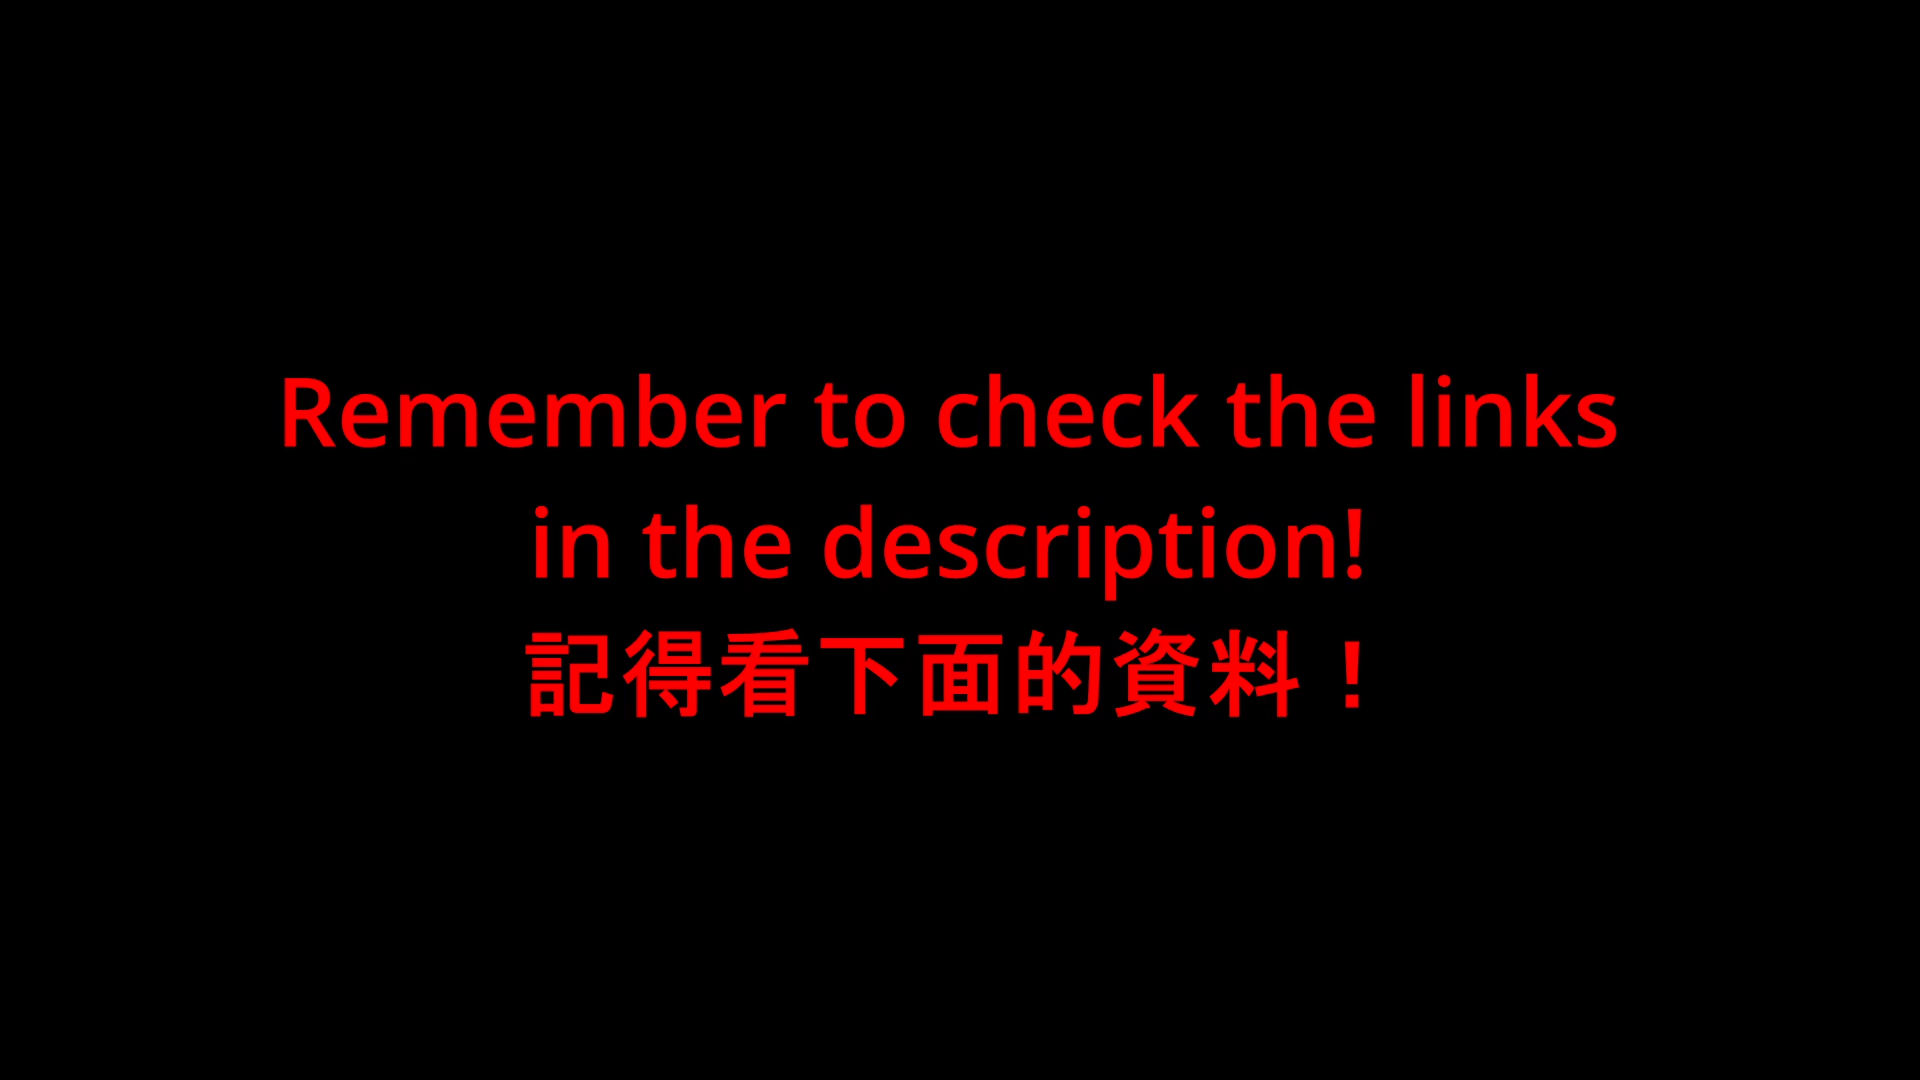 Remember to check the links
in the description!
記得看下面的資料！